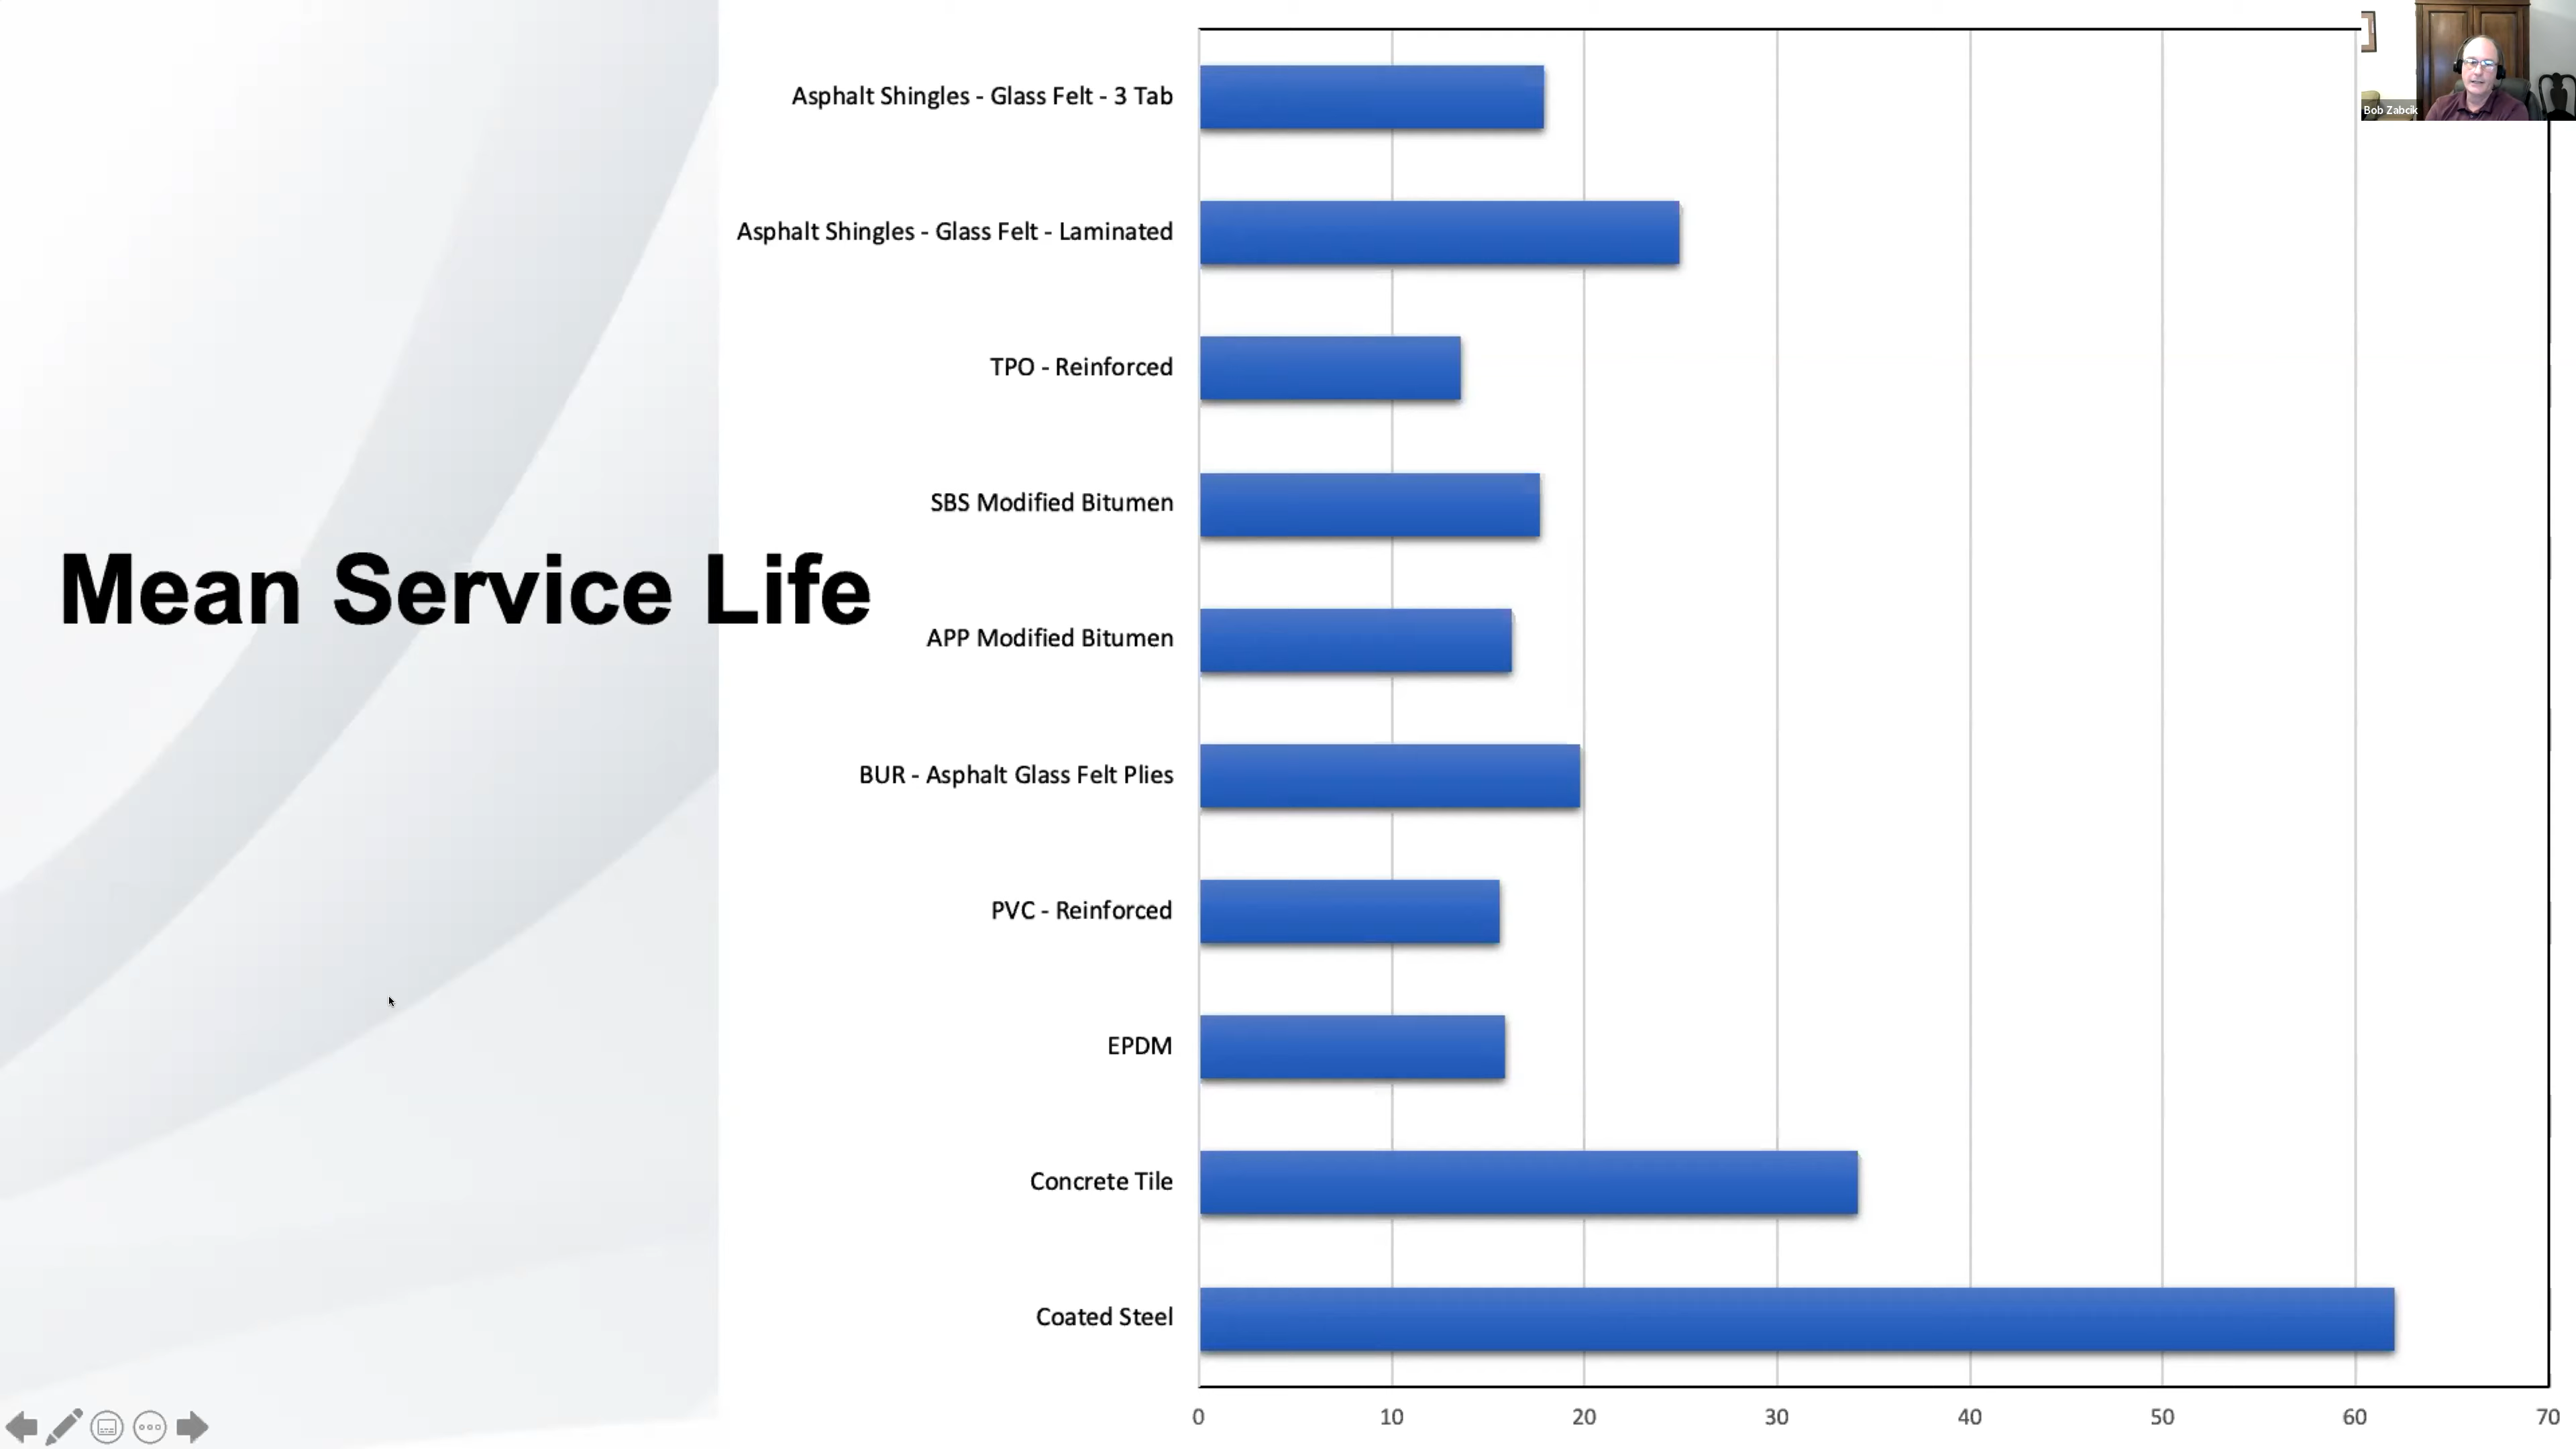 Mean Service Life
Asphalt Shingles - Glass Felt - 3 Tab
Asphalt Shingles - Glass Felt - Laminated
TPO - Reinforced
SBS Modified Bitumen
APP Modified Bitumen
BUR - Asphalt Glass Felt Plies
PVC - Reinforced
EPDM
Concrete Tile
Coated Steel
0 10 20 30 40 50 60 70
Bob Zabcik